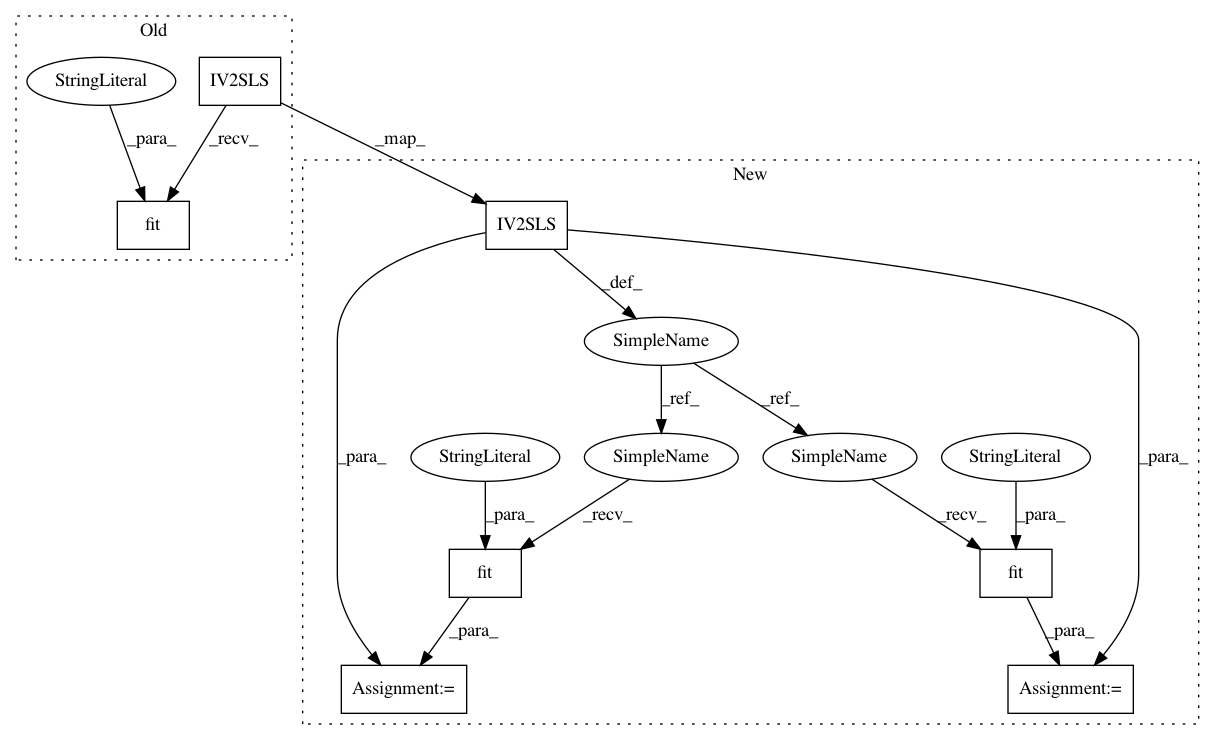 Old
StringLiteral
IV2SLS
_para_
_recv_
_map_
fit
New
IV2SLS
_def_
SimpleName
_ref_
_ref_
_para_
StringLiteral
SimpleName
SimpleName
StringLiteral
_para_
_para_
_recv_
_recv_
_para_
fit
fit
_para_
_para_
Assignment:=
Assignment:=